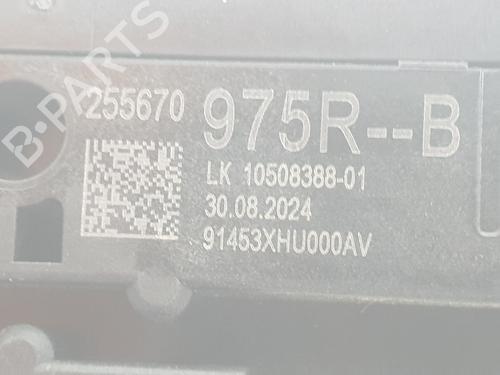 B-PARTS
255670 975R--B
LK 10508388-01
30.08.2024
91453XHU000AV